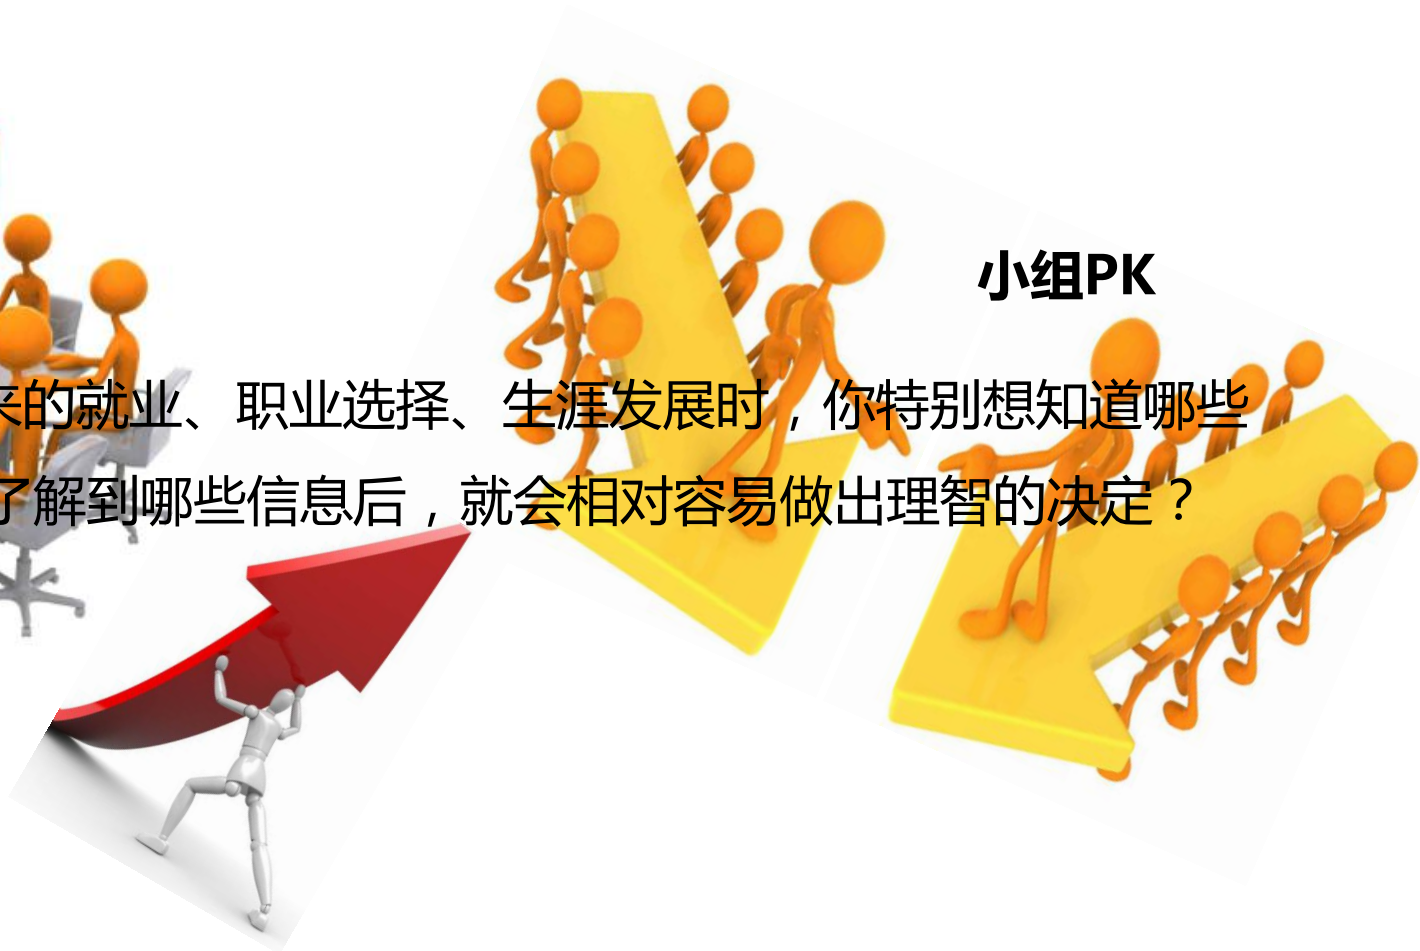 小组PK
来的就业、职业选择、生涯发展时，你特别想知道哪些
了解到哪些信息后，就会相对容易做出理智的决定？